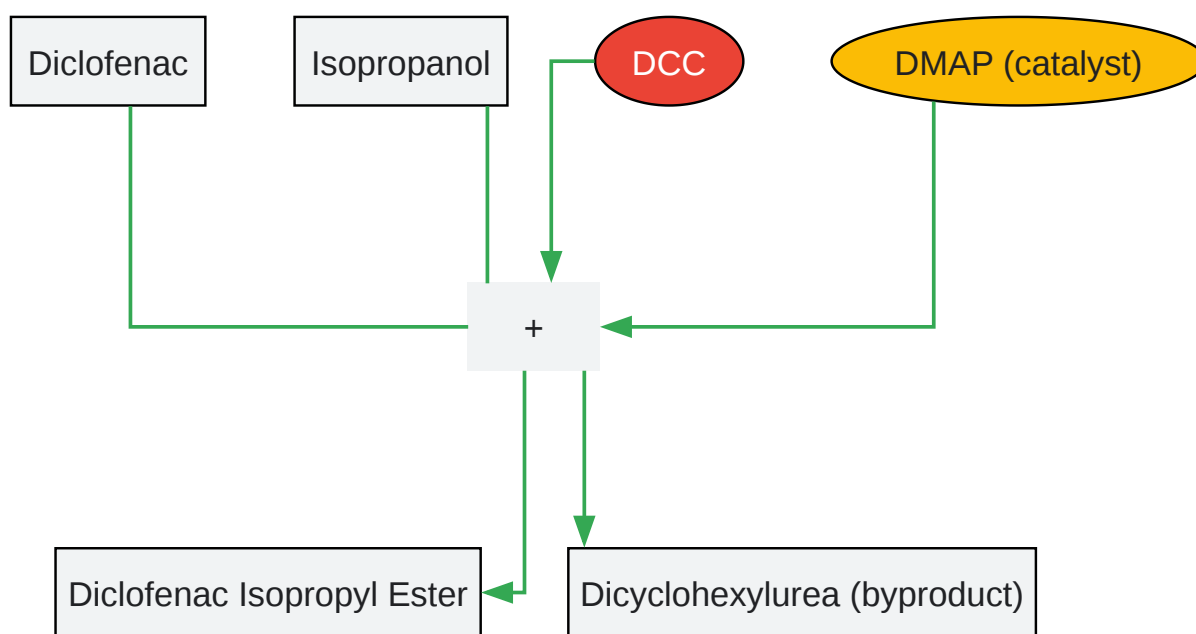 Diclofenac
Isopropanol
DCC
DMAP (catalyst)
+
Diclofenac Isopropyl Ester
Dicyclohexylurea (byproduct)